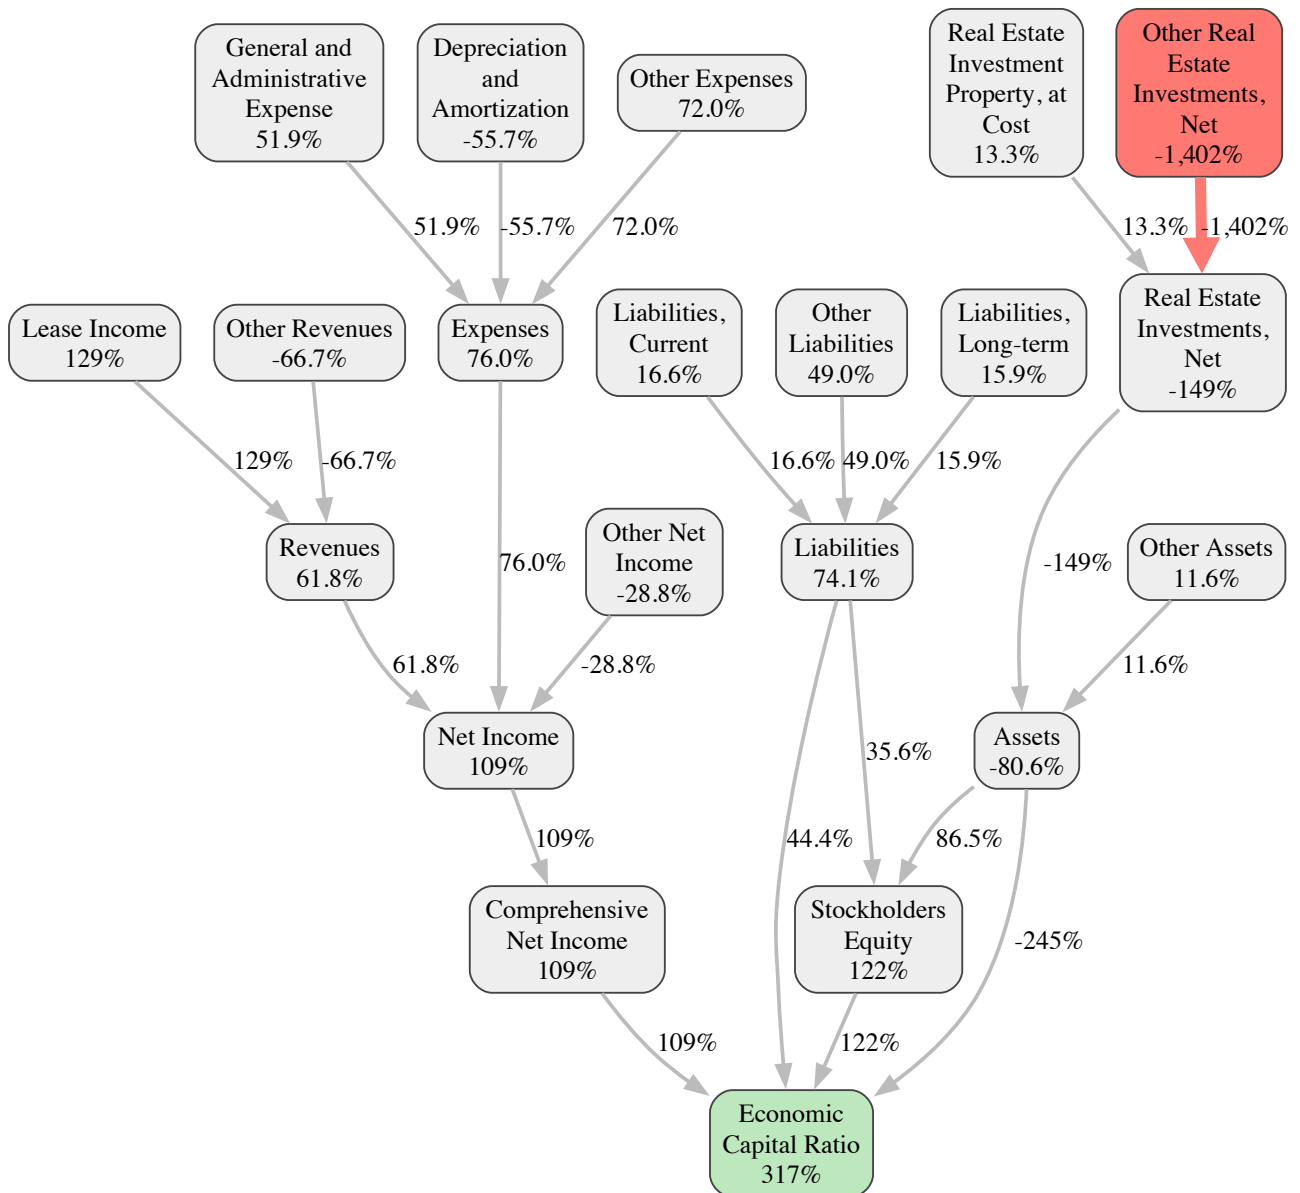 General and
Administrative
Expense
51.9%
Depreciation
and
Amortization
-55.7%
Other Expenses
72.0%
Real Estate
Investment
Property, at
Cost
13.3%
Other Real
Estate
Investments,
Net
-1,402%
51.9%
-55.7%
72.0%
13.3%
-1,402%
Lease Income
129%
Other Revenues
-66.7%
Expenses
76.0%
Liabilities,
Current
16.6%
Other
Liabilities
49.0%
Liabilities,
Long-term
15.9%
Real Estate
Investments,
Net
-149%
129%
-66.7%
16.6%
49.0%
15.9%
Revenues
61.8%
76.0%
Other Net
Income
-28.8%
Liabilities
74.1%
-149%
Other Assets
11.6%
61.8%
-28.8%
11.6%
Net Income
109%
35.6%
Assets
-80.6%
109%
44.4%
86.5%
Comprehensive
Net Income
109%
Stockholders
Equity
122%
-245%
109%
122%
Economic
Capital Ratio
317%